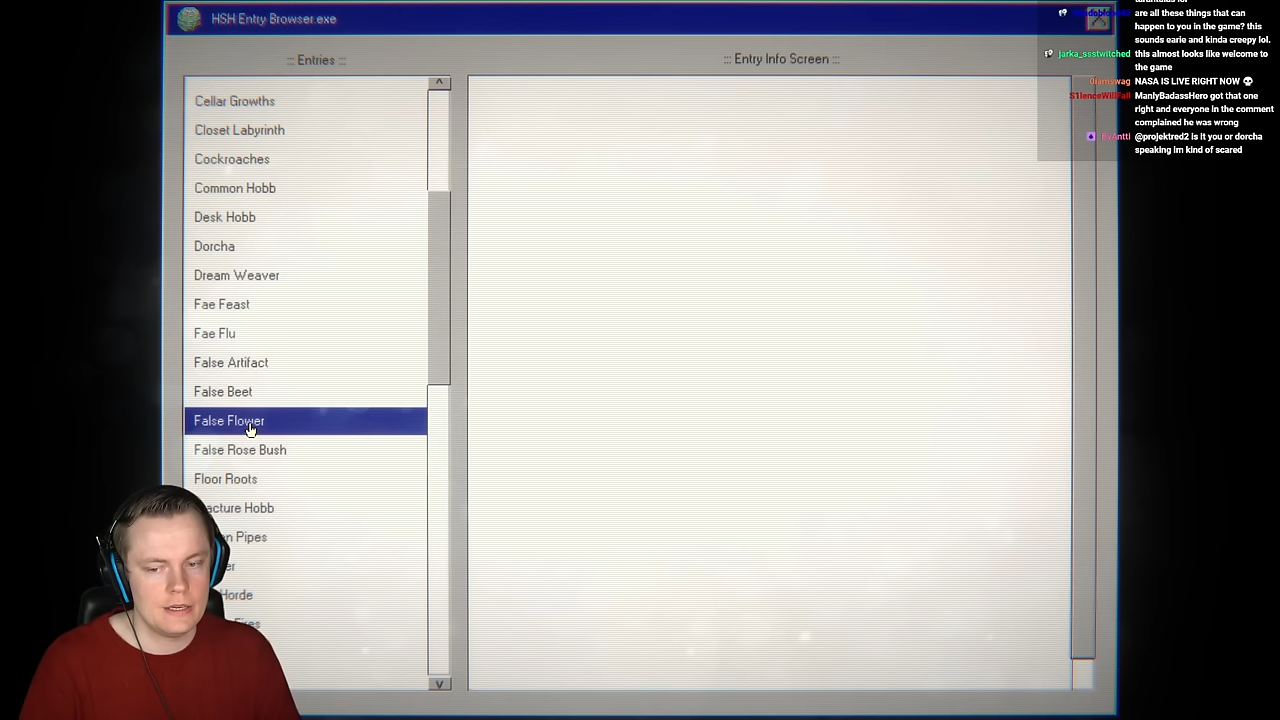 HSH Entry Browser.exe
::: Entries :::
::: Entry Info Screen :::
Cellar Growths
Closet Labyrinth
Cockroaches
Common Hobb
Desk Hobb
Dorcha
Dream Weaver
Fae Feast
Fae Flu
False Artifact
False Beet
False Flower
False Rose Bush
Floor Roots
acture Hobb
Pipes
Horde
are all these things that can
happen to you in the game? this
sounds earie and kinda creepy lol.
jarka_ssstwitched this almost looks like welcome to
the game
NASA IS LIVE RIGHT NOW 💀
S1lenceWillFall ManlyBadassHero got that one
right and everyone in the comment
complained he was wrong
@projektred2 Is it you or dorcha
speaking Im kind of scared